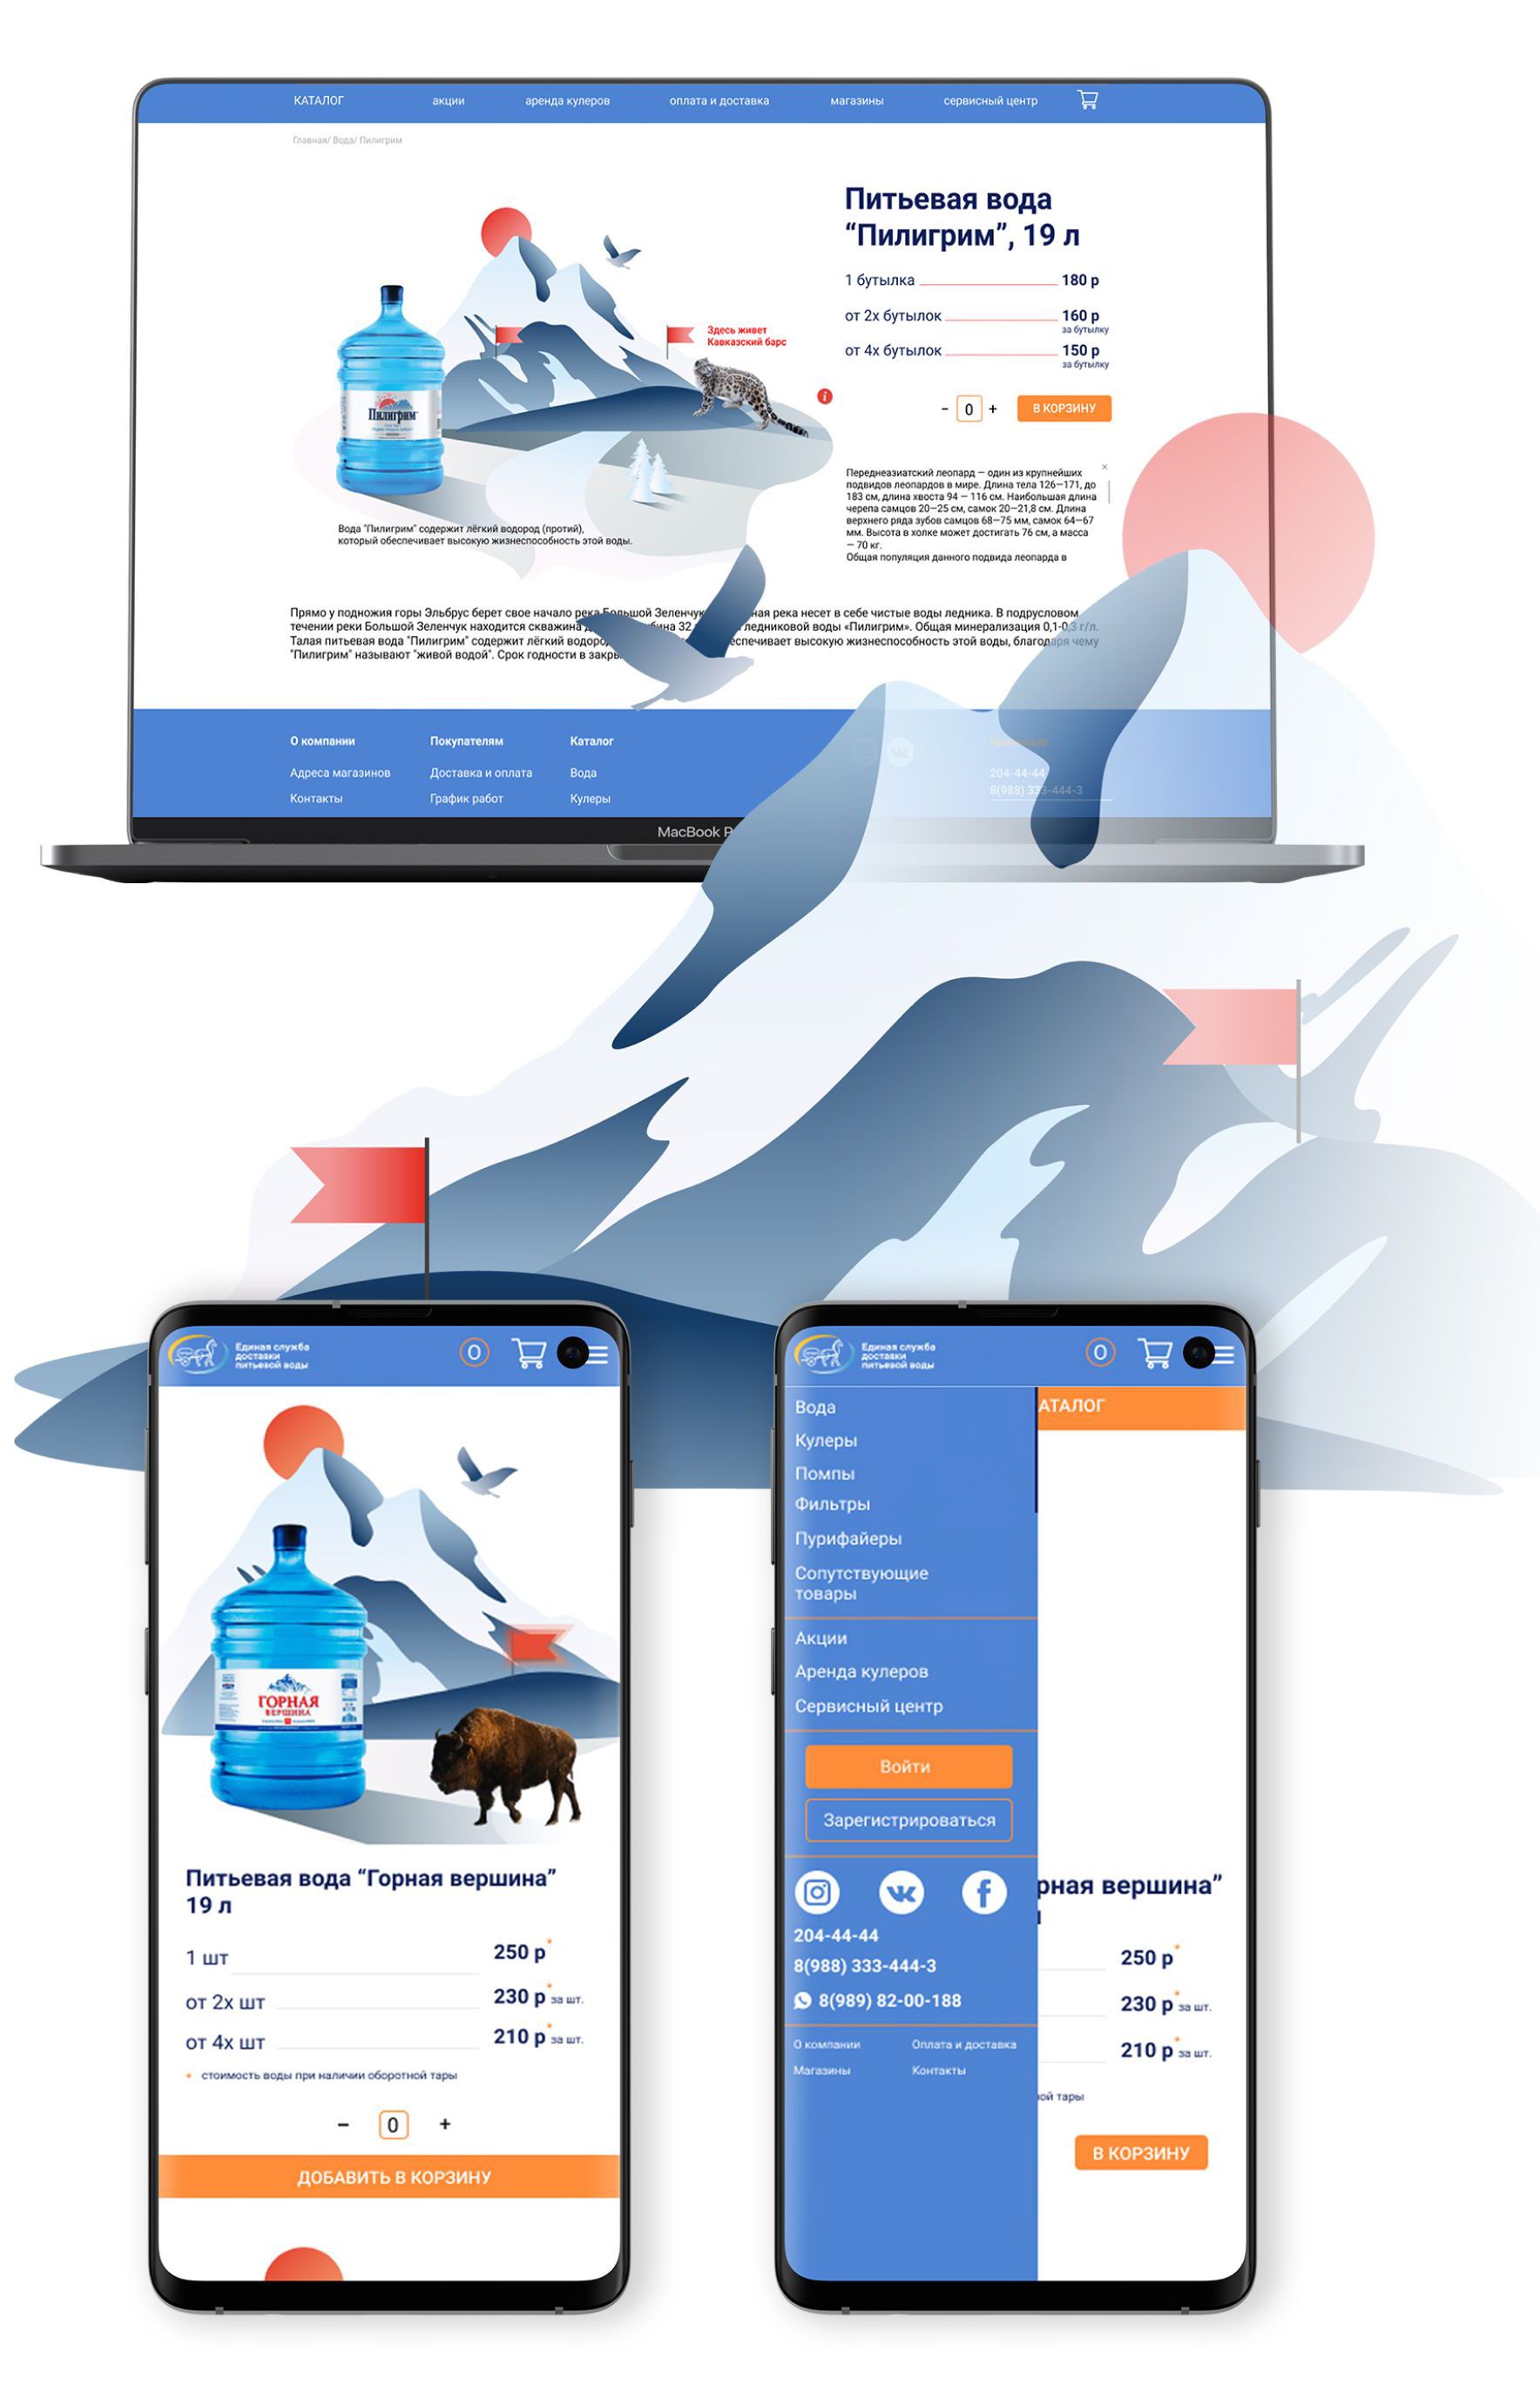 КАТАЛОГ акции аренда кулеров оплата и доставка магазины сервисный центр
Главная/ Вода/ Пилигрим
Питьевая вода
“Пилигрим”, 19 л
1 бутылка 180 р
от 2х бутылок 160 р
за бутылку
от 4х бутылок 150 р
за бутылку
- 0 + В КОРЗИНУ
Здесь живет
Кавказский барс
i
Пилигрим
Вода "Пилигрим" содержит лёгкий водород (протий),
который обеспечивает высокую жизнеспособность этой воды.
×
Переднеазиатский леопард — один из крупнейших
подвидов леопардов в мире. Длина тела 126—171, до
183 см, длина хвоста 94 — 116 см. Наибольшая длина
черепа самцов 20—25 см, самок 20—21,8 см. Длина
верхнего ряда зубов самцов 68—75 мм, самок 64—67
мм. Высота в холке может достигать 76 см, а масса
— 70 кг.
Общая популяция данного подвида леопарда в
Прямо у подножия горы Эльбрус берет свое начало река Большой Зеленчук река несет в себе чистые воды ледника. В подрусловом
течении реки Большой Зеленчук находится скважина 32 ледниковой воды «Пилигрим». Общая минерализация 0,1-0,3 г/л.
Талая питьевая вода "Пилигрим" содержит лёгкий водород высокую жизнеспособность этой воды, благодаря чему
"Пилигрим" называют "живой водой". Срок годности в
О компании Покупателям Каталог
Адреса магазинов Доставка и оплата Вода 204-44-44
Контакты График работ Кулеры 8(988) 333-444-3
MacBook
Единая служба
доставки
питьевой воды
0
ГОРНАЯ
ВЕРШИНА
Питьевая вода “Горная вершина”
19 л
1 шт 250 р*
от 2х шт 230 р* за шт.
от 4х шт 210 р* за шт.
* стоимость воды при наличии оборотной тары
- 0 +
ДОБАВИТЬ В КОРЗИНУ
Единая служба
доставки
питьевой воды
0
АТАЛОГ
Вода
Кулеры
Помпы
Фильтры
Пурифайеры
Сопутствующие
товары
Акции
Аренда кулеров
Сервисный центр
Войти
Зарегистрироваться
204-44-44
8(988) 333-444-3
8(989) 82-00-188
О компании Оплата и доставка
Магазины Контакты
рная вершина”
250 р*
230 р* за шт.
210 р* за шт.
ой тары
В КОРЗИНУ